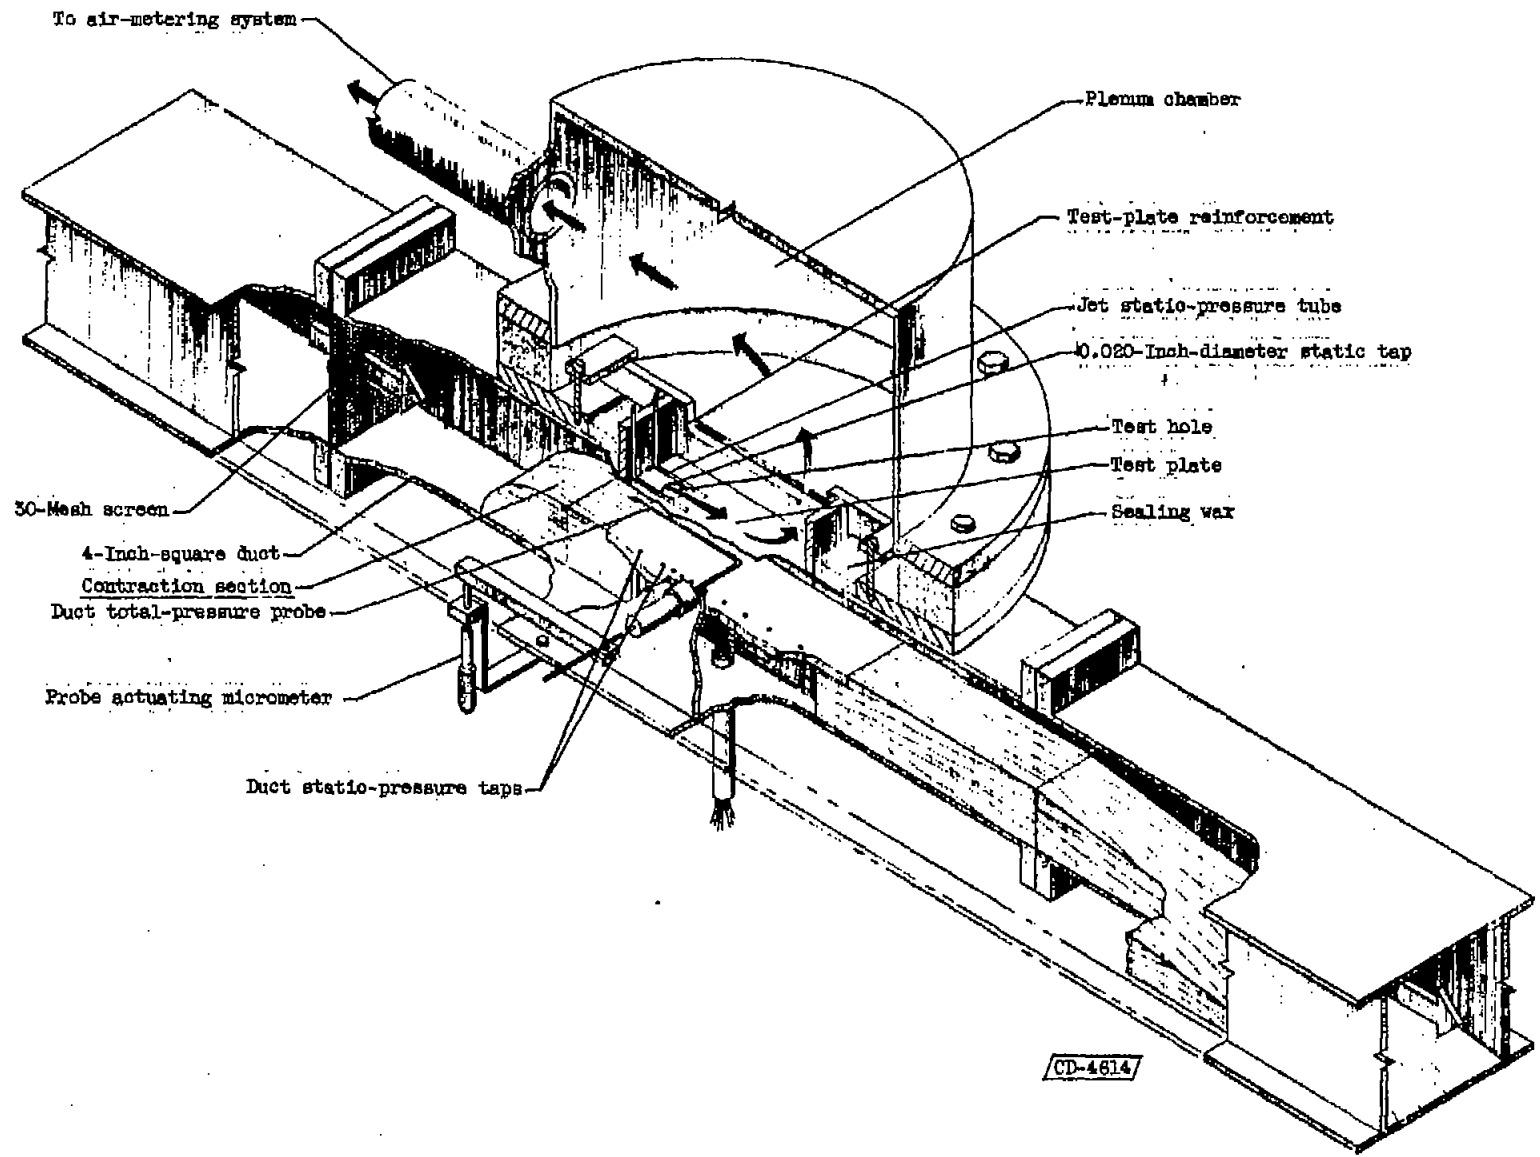 To air-metering system
Plenum chamber
Test-plate reinforcement
Jet static-pressure tube
0.020-Inch-diameter static tap
Test hole
Test plate
Sealing wax
30-Mesh screen
4-Inch-square duct
Contraction section
Duct total-pressure probe
Probe actuating micrometer
Duct static-pressure taps
CD-4614